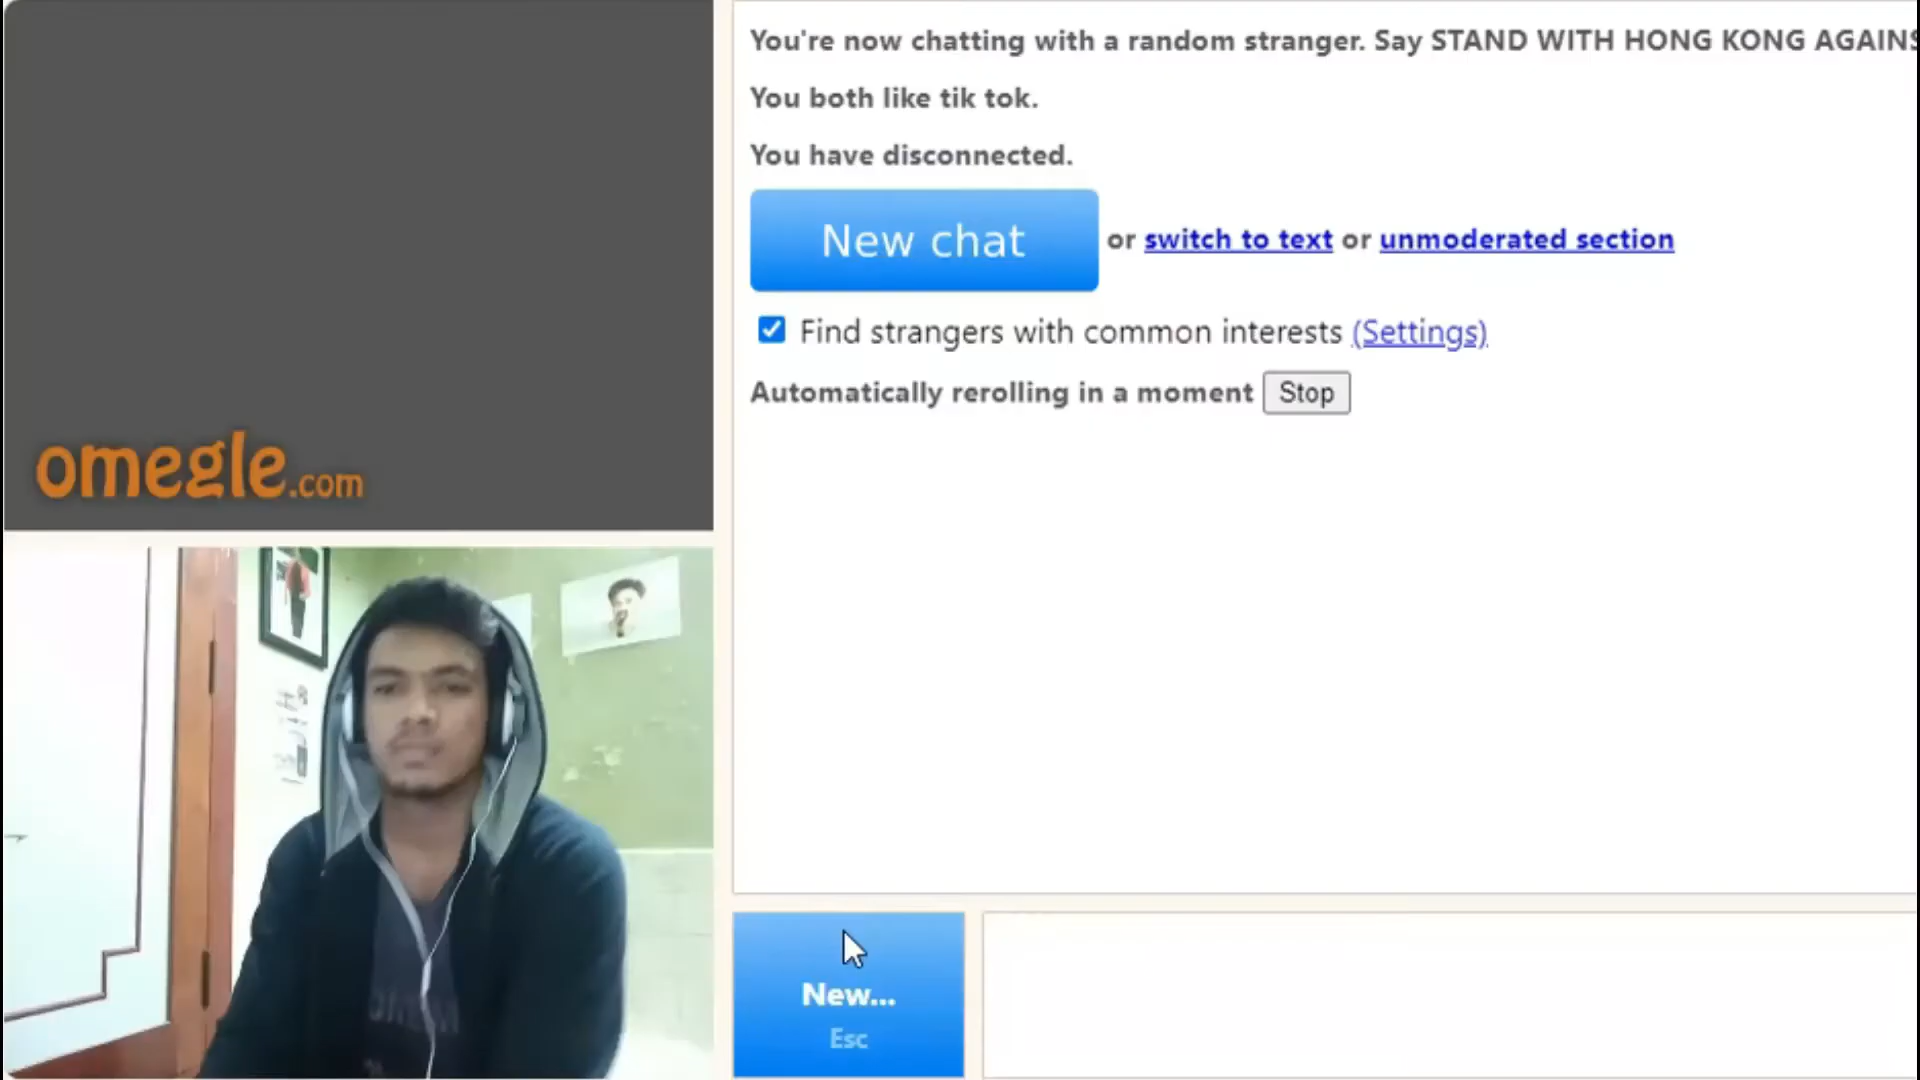 You're now chatting with a random stranger. Say STAND WITH HONG KONG AGAINS
You both like tik tok.
You have disconnected.
New chat or switch to text or unmoderated section
Find strangers with common interests (Settings)
Automatically rerolling in a moment Stop
omegle.com
New...
Esc